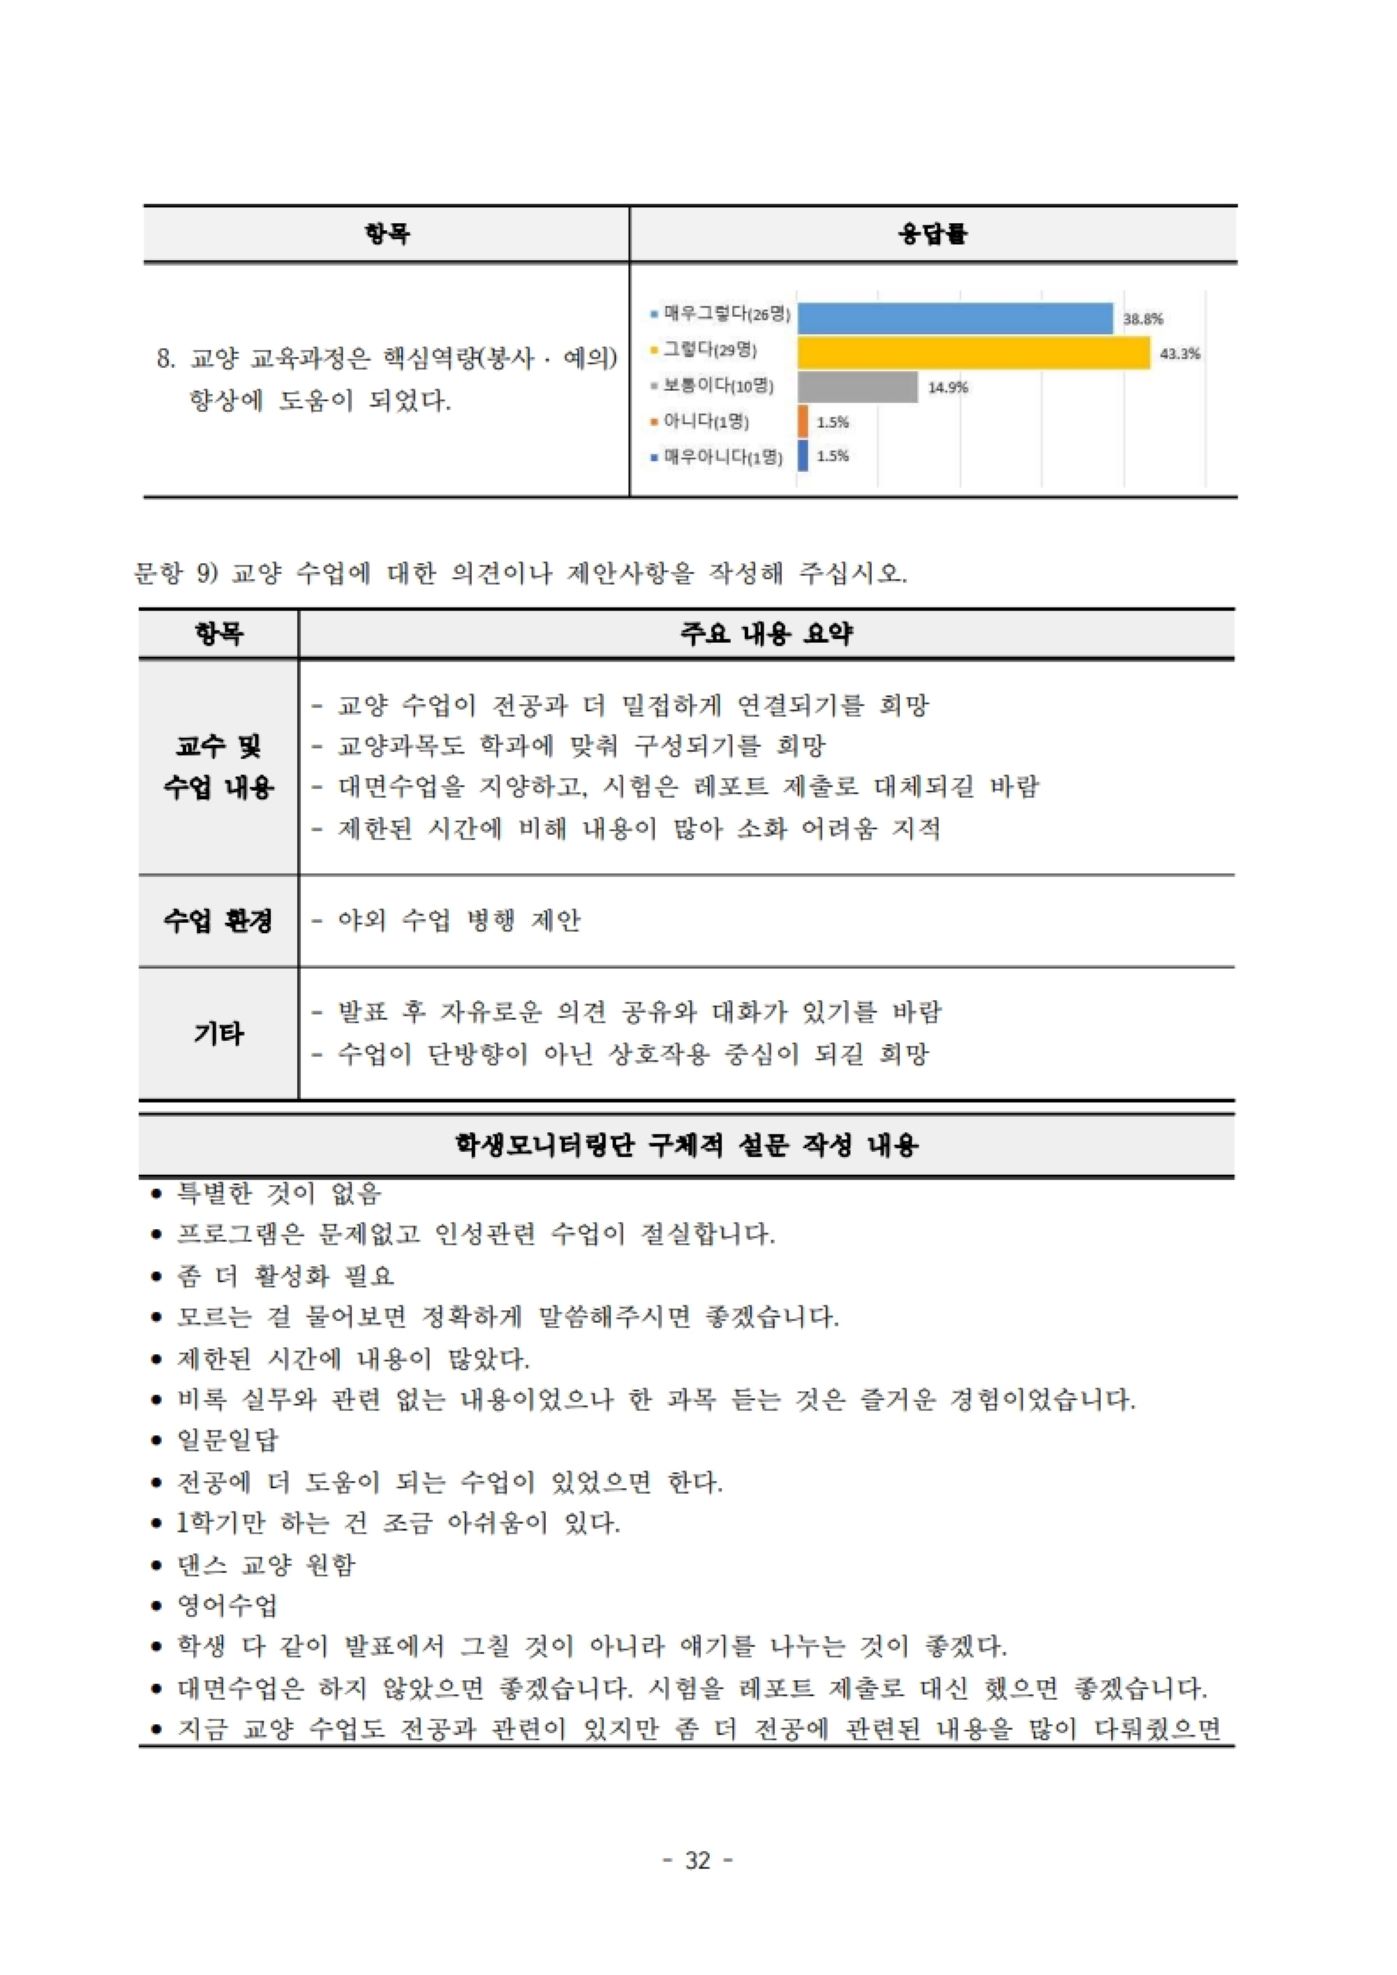 항목 응답률
8. 교양 교육과정은 핵심역량(봉사 · 예의)
향상에 도움이 되었다.
매우그렇다(26명) 38.8%
그렇다(29명) 43.3%
보통이다(10명) 14.9%
아니다(1명) 1.5%
매우아니다(1명) 1.5%
문항 9) 교양 수업에 대한 의견이나 제안사항을 작성해 주십시오.
항목 주요 내용 요약
교수 및
수업 내용
- 교양 수업이 전공과 더 밀접하게 연결되기를 희망
- 교양과목도 학과에 맞춰 구성되기를 희망
- 대면수업을 지양하고, 시험은 레포트 제출로 대체되길 바람
- 제한된 시간에 비해 내용이 많아 소화 어려움 지적
수업 환경 - 야외 수업 병행 제안
기타
- 발표 후 자유로운 의견 공유와 대화가 있기를 바람
- 수업이 단방향이 아닌 상호작용 중심이 되길 희망
학생모니터링단 구체적 설문 작성 내용
• 특별한 것이 없음
• 프로그램은 문제없고 인성관련 수업이 절실합니다.
• 좀 더 활성화 필요
• 모르는 걸 물어보면 정확하게 말씀해주시면 좋겠습니다.
• 제한된 시간에 내용이 많았다.
• 비록 실무와 관련 없는 내용이었으나 한 과목 듣는 것은 즐거운 경험이었습니다.
• 일문일답
• 전공에 더 도움이 되는 수업이 있었으면 한다.
• 1학기만 하는 건 조금 아쉬움이 있다.
• 댄스 교양 원함
• 영어수업
• 학생 다 같이 발표에서 그칠 것이 아니라 얘기를 나누는 것이 좋겠다.
• 대면수업은 하지 않았으면 좋겠습니다. 시험을 레포트 제출로 대신 했으면 좋겠습니다.
• 지금 교양 수업도 전공과 관련이 있지만 좀 더 전공에 관련된 내용을 많이 다뤄줬으면
- 32 -